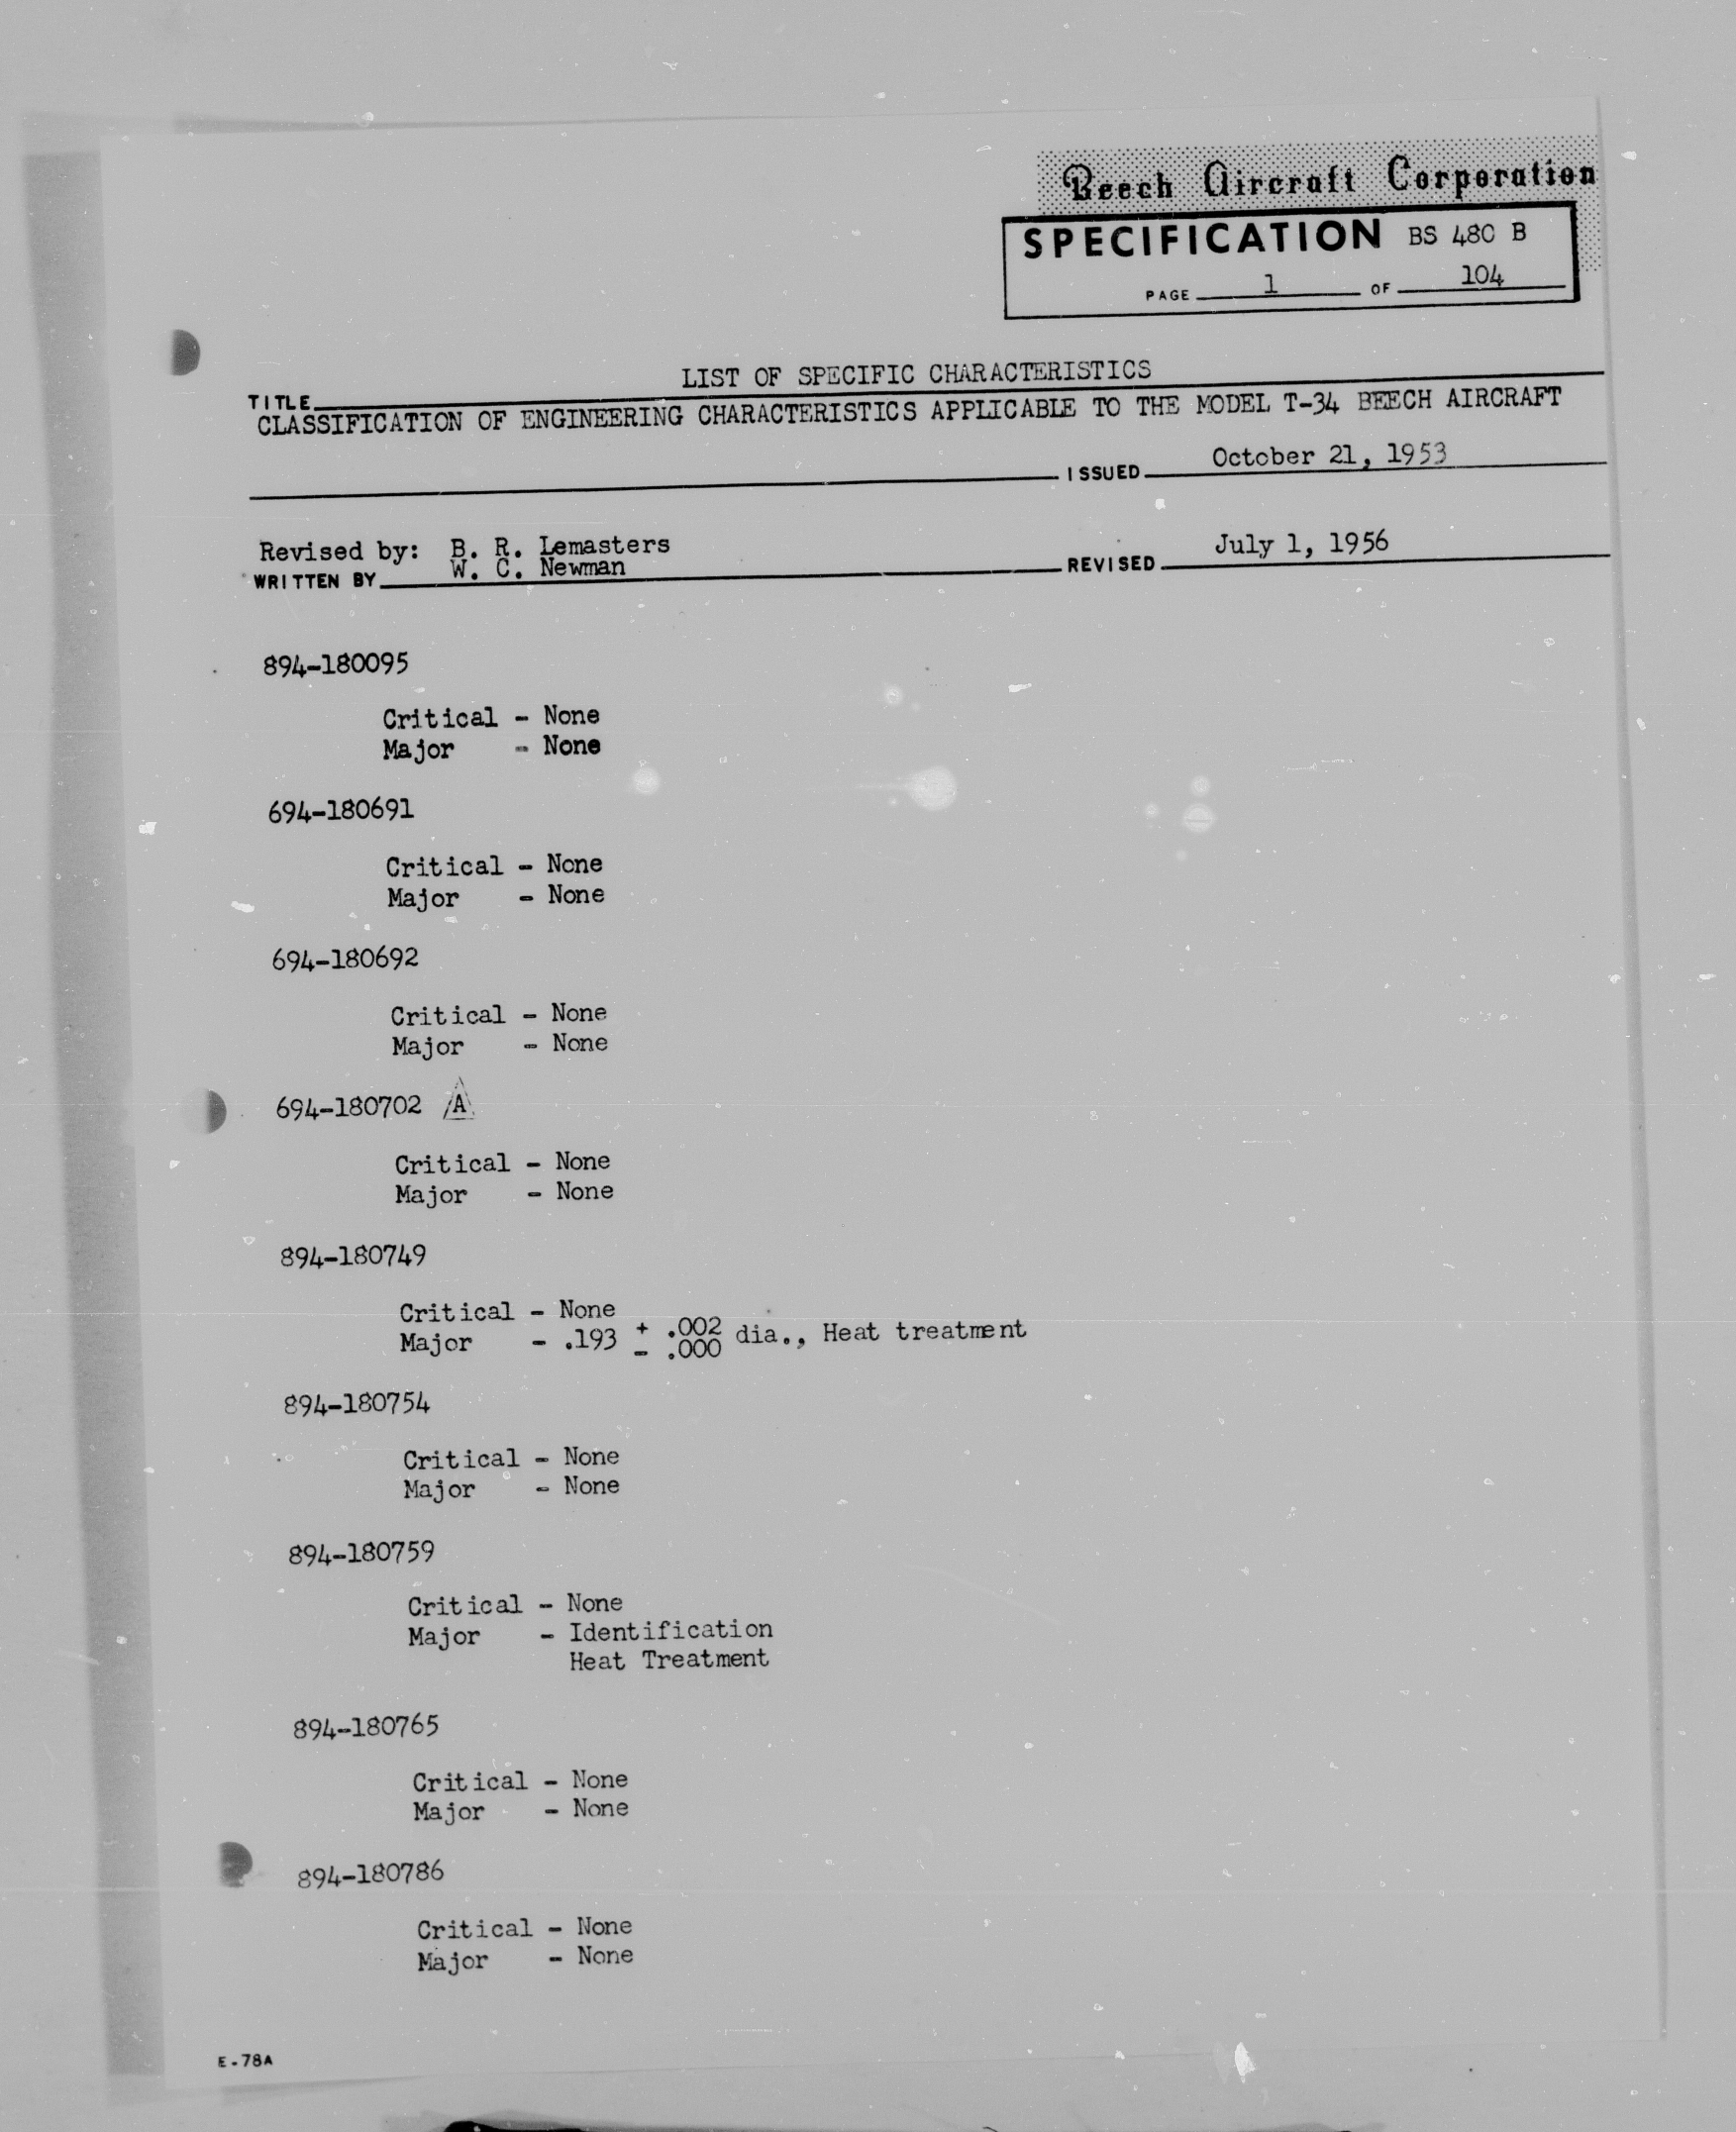 Beech Aircraft Corporation
SPECIFICATION BS 480 B
PAGE 1 OF 104
LIST OF SPECIFIC CHARACTERISTICS
TITLE
CLASSIFICATION OF ENGINEERING CHARACTERISTICS APPLICABLE TO THE MODEL T-34 BEECH AIRCRAFT
ISSUED October 21, 1953
Revised by: B. R. Lemasters
WRITTEN BY W. C. Newman REVISED July 1, 1956
894-180095
Critical - None
Major - None
694-180691
Critical - None
Major - None
694-180692
Critical - None
Major - None
694-180702 A
Critical - None
Major - None
894-180749
Critical - None
Major - .193 + .002 - .000 dia., Heat treatment
894-180754
Critical - None
Major - None
894-180759
Critical - None
Major - Identification
Heat Treatment
894-180765
Critical - None
Major - None
894-180786
Critical - None
Major - None
E-78A